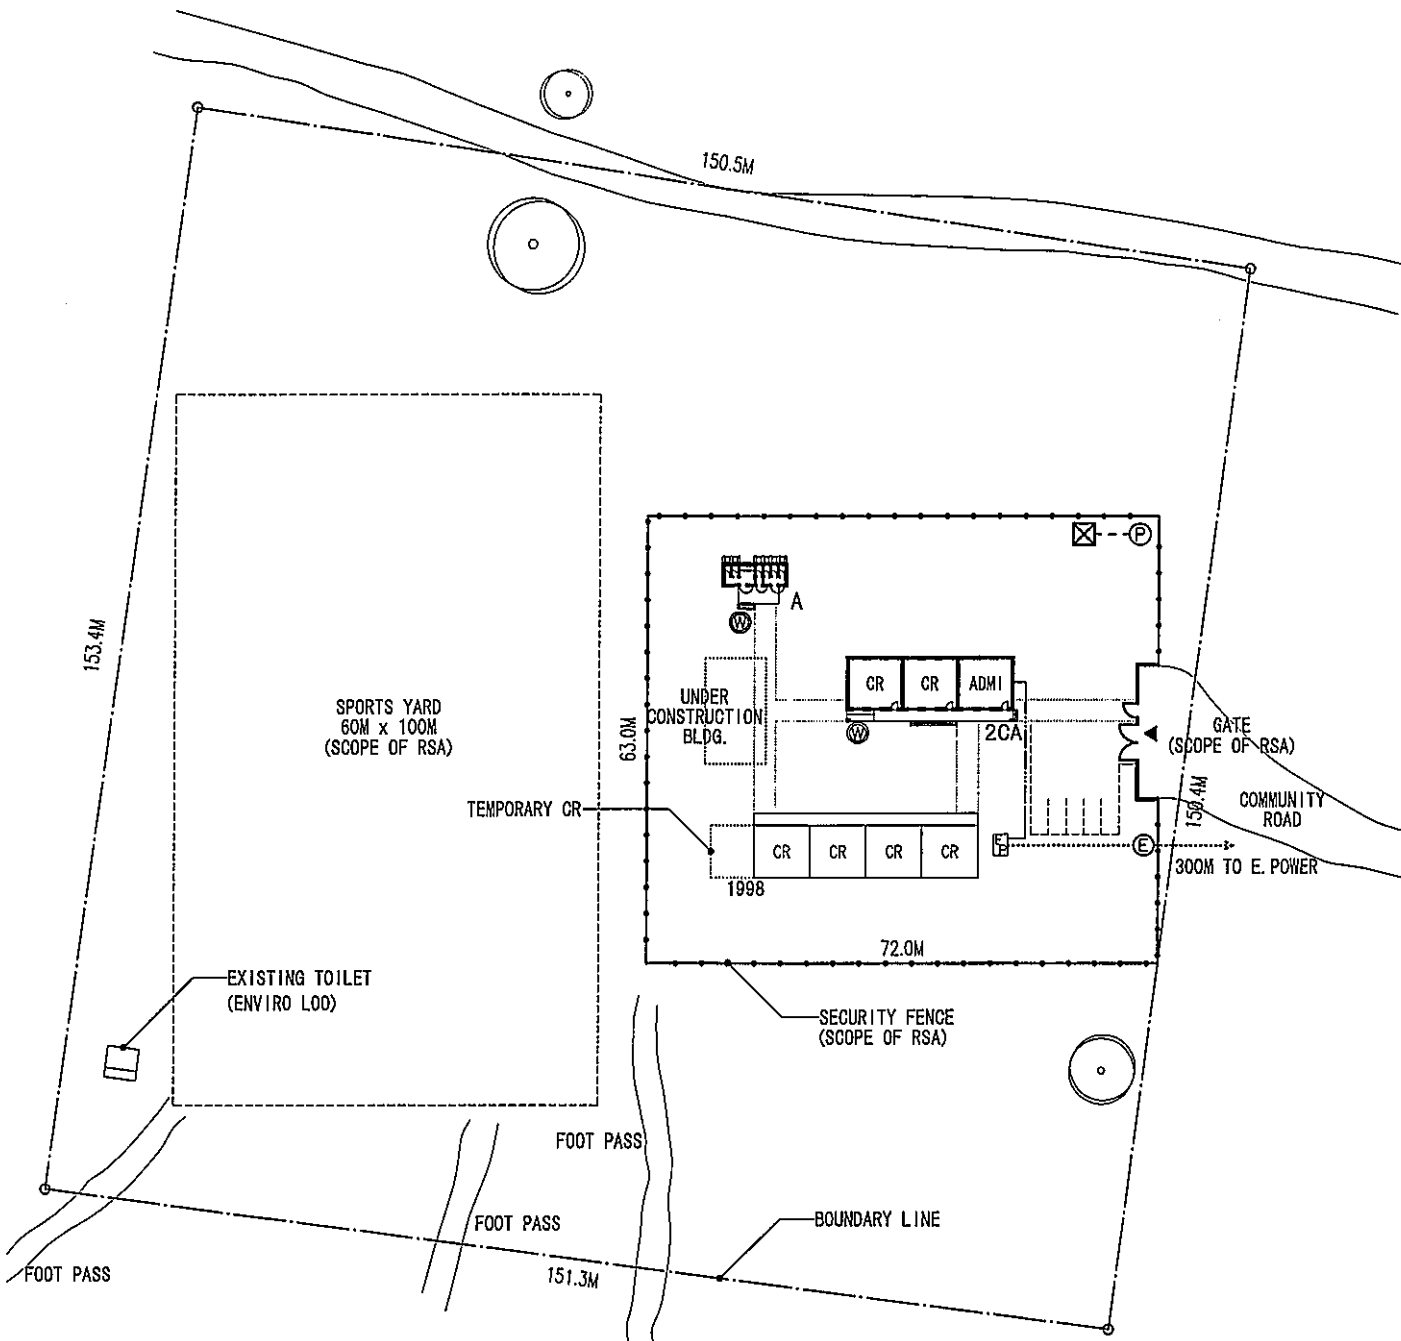 150.5M
153.4M
SPORTS YARD
60M x 100M
(SCOPE OF RSA)
P
A
W
CR
CR
ADMI
UNDER
CONSTRUCTION
BLDG.
63.0M
W
2CA
GATE
(SCOPE OF RSA)
150.4M
COMMUNITY
ROAD
TEMPORARY CR
CR
CR
CR
CR
E
300M TO E.POWER
1998
72.0M
EXISTING TOILET
(ENVIRO LOO)
SECURITY FENCE
(SCOPE OF RSA)
FOOT PASS
FOOT PASS
BOUNDARY LINE
FOOT PASS
151.3M